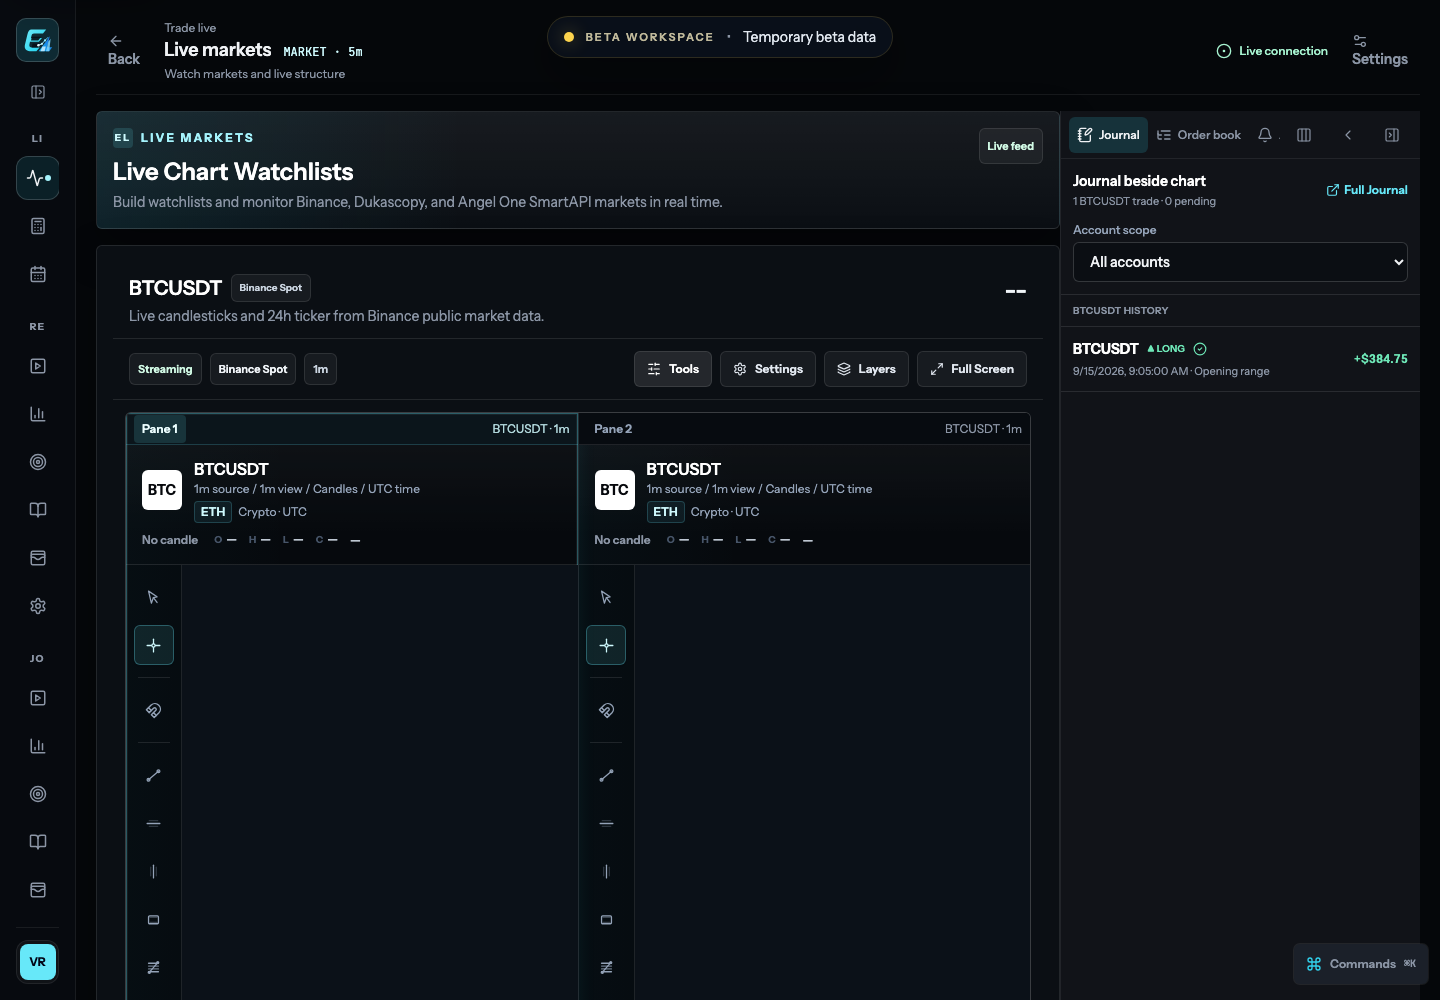 Back
Trade live
Live markets MARKET · 5m
Watch markets and live structure
BETA WORKSPACE · Temporary beta data
Live connection
Settings
LI
RE
JO
VR
EL LIVE MARKETS
Live Chart Watchlists
Build watchlists and monitor Binance, Dukascopy, and Angel One SmartAPI markets in real time.
Live feed
BTCUSDT Binance Spot
Live candlesticks and 24h ticker from Binance public market data.
--
Streaming Binance Spot 1m
Tools Settings Layers Full Screen
Pane 1 BTCUSDT · 1m
BTC
BTCUSDT
1m source / 1m view / Candles / UTC time
ETH Crypto · UTC
No candle O — H — L — C — —
Pane 2 BTCUSDT · 1m
BTC
BTCUSDT
1m source / 1m view / Candles / UTC time
ETH Crypto · UTC
No candle O — H — L — C — —
Journal Order book
Journal beside chart
1 BTCUSDT trade · 0 pending
Full Journal
Account scope
All accounts
BTCUSDT HISTORY
BTCUSDT LONG
9/15/2026, 9:05:00 AM · Opening range
+$384.75
Commands ⌘K